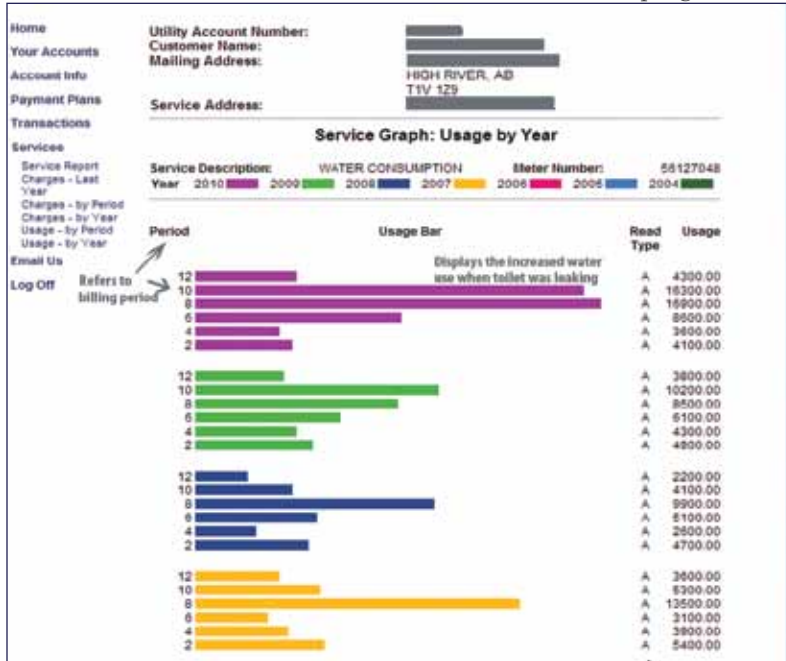 Home
Your Accounts
Account Info
Payment Plans
Transactions
Services
Service Report
Charges - Last
Year
Charges - by Period
Charges - by Year
Usage - by Period
Usage - by Year
Email Us
Log Off
Utility Account Number:
Customer Name:
Mailing Address:
HIGH RIVER, AB
T1V 1Z9
Service Address:
Service Graph: Usage by Year
Service Description: WATER CONSUMPTION Meter Number: 56127048
Year 2010 2009 2008 2007 2006 2005 2004
Period Usage Bar Read Usage
Type
Refers to
billing period
Displays the increased water
use when toilet was leaking
12 A 4300.00
10 A 16300.00
8 A 16900.00
6 A 8600.00
4 A 3600.00
2 A 4100.00
12 A 3800.00
10 A 10200.00
8 A 8500.00
6 A 6100.00
4 A 4300.00
2 A 4800.00
12 A 2200.00
10 A 4100.00
8 A 9900.00
6 A 5100.00
4 A 2600.00
2 A 4700.00
12 A 3600.00
10 A 5300.00
8 A 13500.00
6 A 3100.00
4 A 3900.00
2 A 5400.00